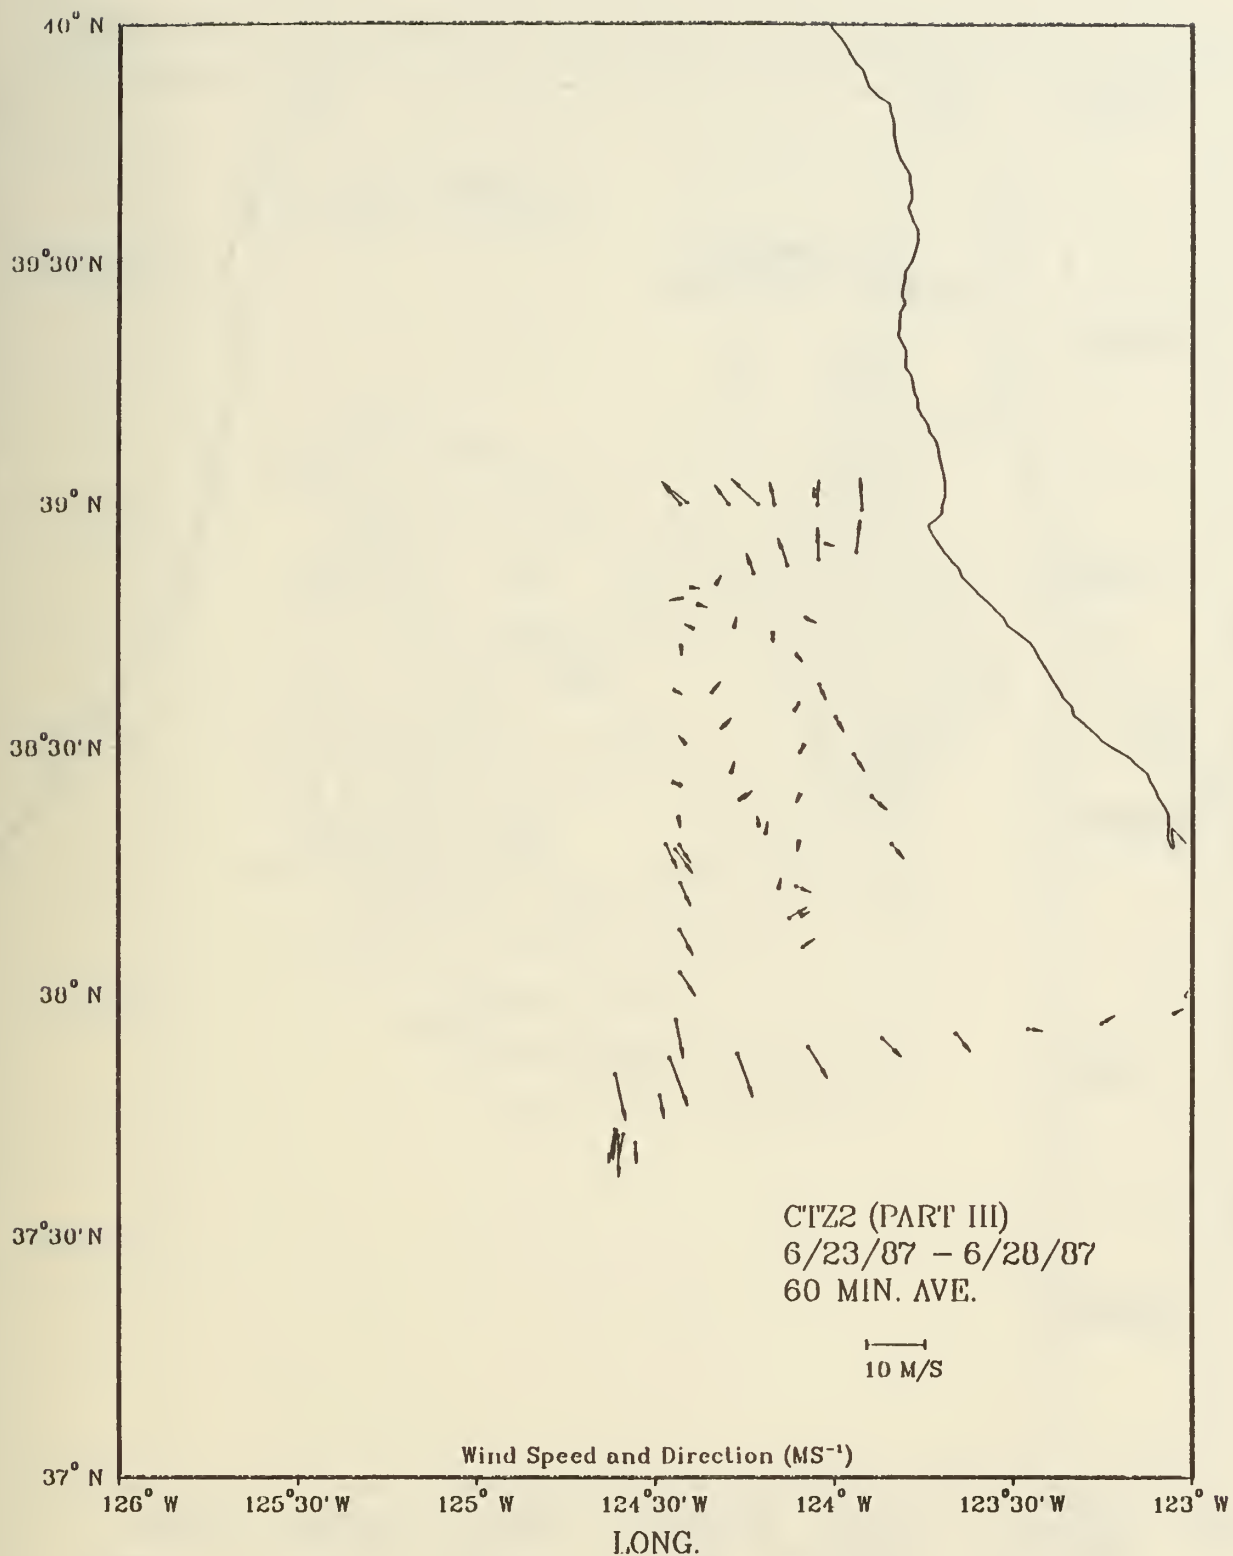 40° N
39°30' N
39° N
38°30' N
38° N
37°30' N
37° N
CTZ2 (PART III)
6/23/87 – 6/28/87
60 MIN. AVE.
10 M/S
Wind Speed and Direction (MS⁻¹)
126° W 125°30' W 125° W 124°30' W 124° W 123°30' W 123° W
LONG.